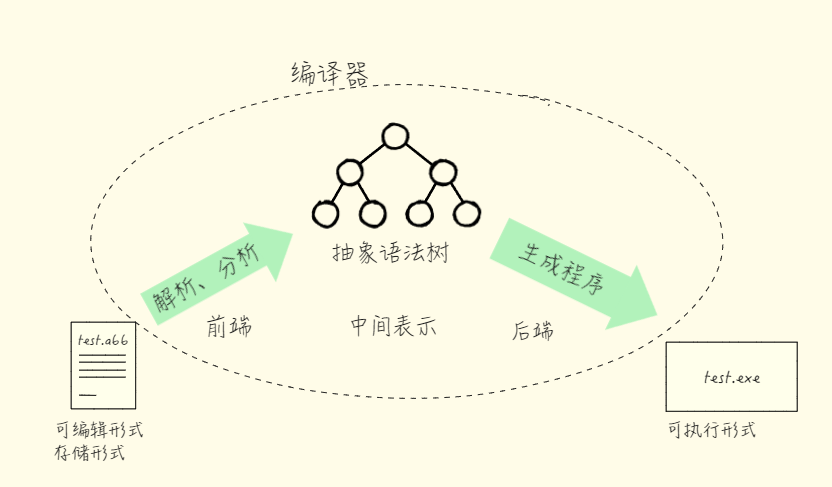 编译器
抽象语法树
解析、分析
生成程序
前端
中间表示
后端
test.abb
test.exe
可编辑形式
存储形式
可执行形式